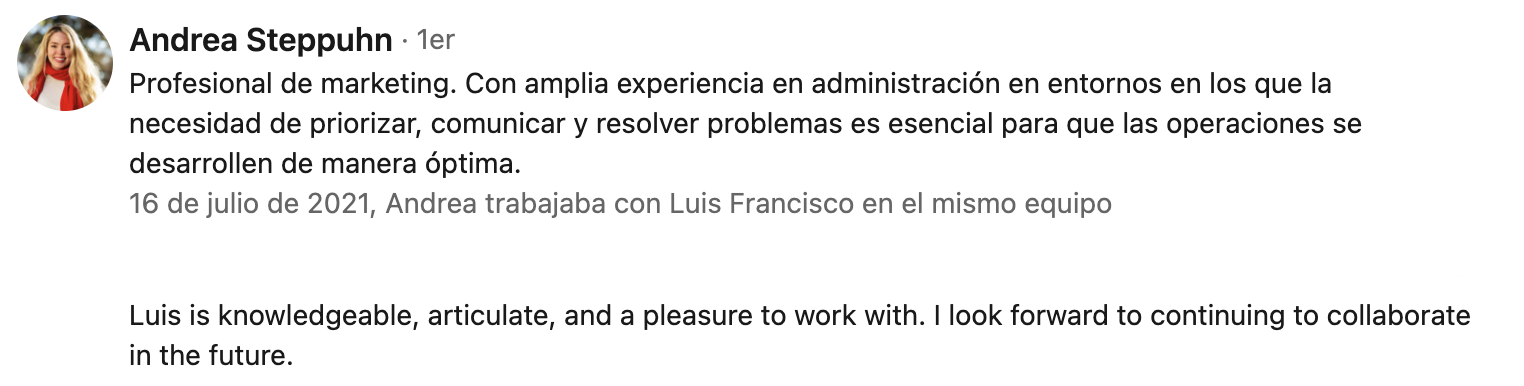 Andrea Steppuhn · 1er
Profesional de marketing. Con amplia experiencia en administración en entornos en los que la
necesidad de priorizar, comunicar y resolver problemas es esencial para que las operaciones se
desarrollen de manera óptima.
16 de julio de 2021, Andrea trabajaba con Luis Francisco en el mismo equipo
Luis is knowledgeable, articulate, and a pleasure to work with. I look forward to continuing to collaborate
in the future.